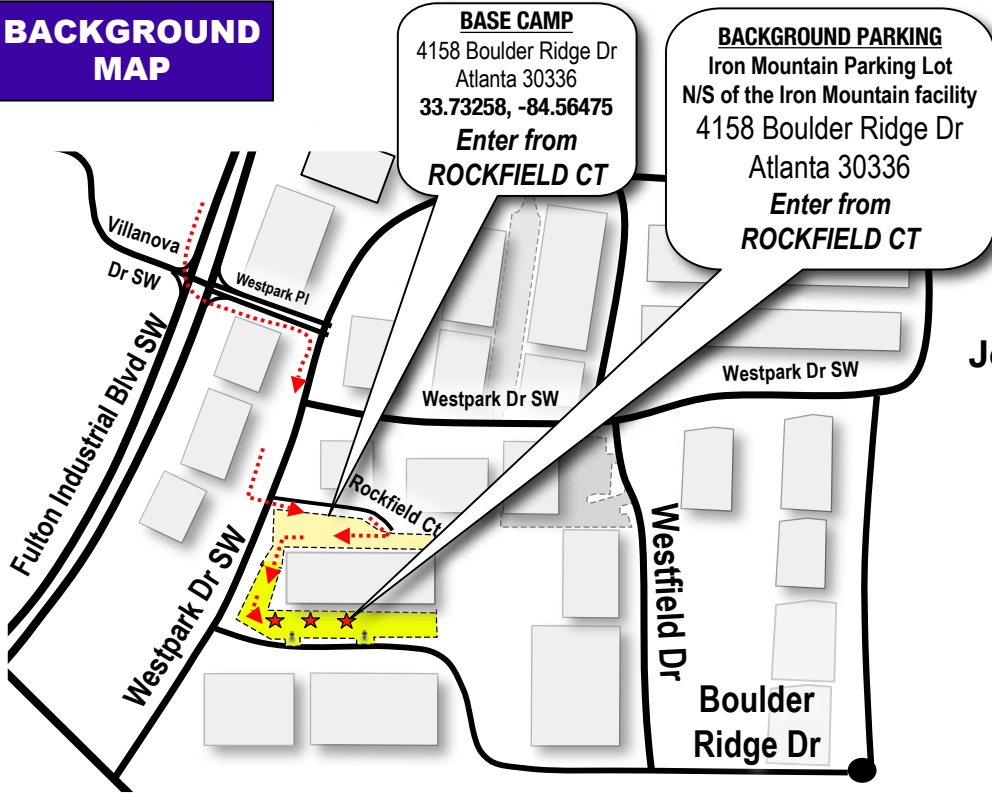 BACKGROUND
MAP
BASE CAMP
4158 Boulder Ridge Dr
Atlanta 30336
33.73258, -84.56475
Enter from
ROCKFIELD CT
BACKGROUND PARKING
Iron Mountain Parking Lot
N/S of the Iron Mountain facility
4158 Boulder Ridge Dr
Atlanta 30336
Enter from
ROCKFIELD CT
Villanova
Dr SW
Westpark Pl
Fulton Industrial Blvd SW
Westpark Dr SW
Westpark Dr SW
Rockfield Ct
Westpark Dr SW
Westfield Dr
Boulder
Ridge Dr